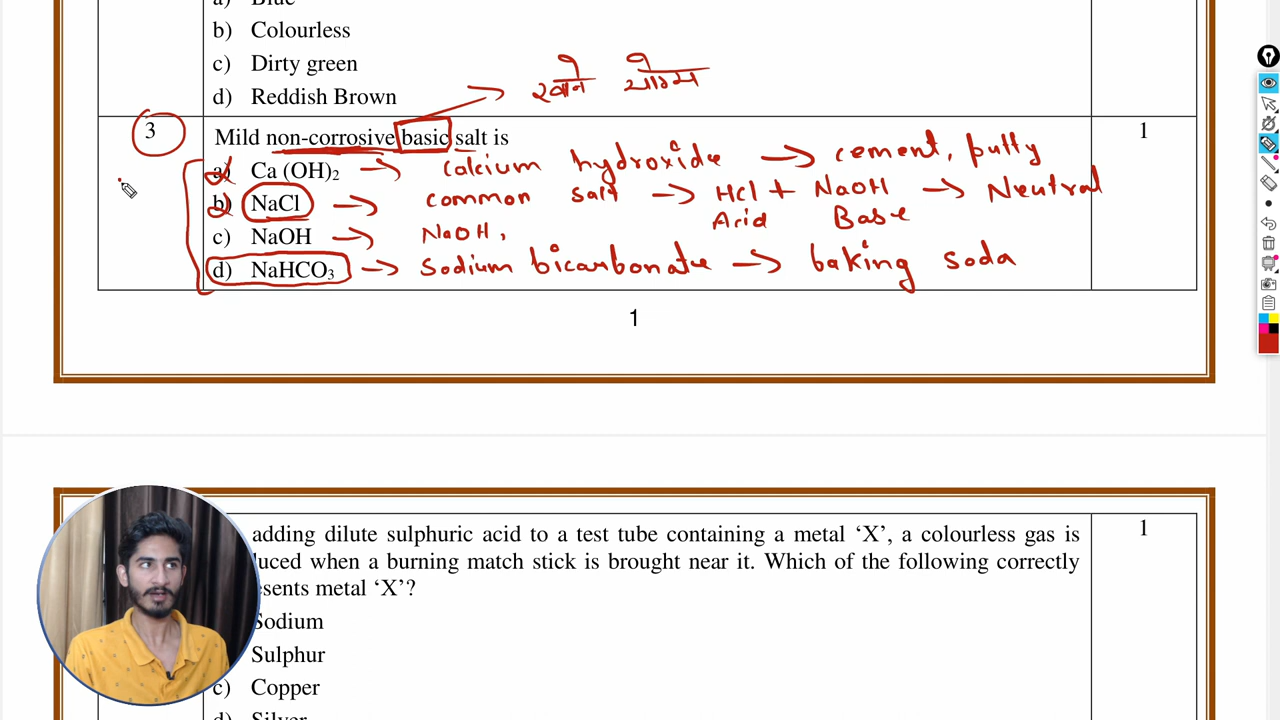 a) Blue
b) Colourless
c) Dirty green
d) Reddish Brown
3 Mild non-corrosive basic salt is 1
a) Ca (OH)₂ → calcium hydroxide → cement, putty
b) NaCl → common salt → HCl + NaOH → Neutral
Acid Base
c) NaOH → NaOH,
d) NaHCO₃ → sodium bicarbonate → baking soda
1
adding dilute sulphuric acid to a test tube containing a metal ‘X’, a colourless gas is 1
uced when a burning match stick is brought near it. Which of the following correctly
esents metal ‘X’?
Sodium
Sulphur
c) Copper
d) Silver